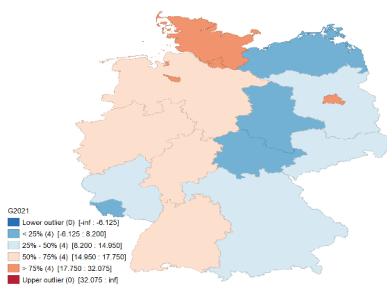 G2021
Lower outlier (0) [-inf : -6.125]
< 25% (4) [-6.125 : 8.200]
25% - 50% (4) [8.200 : 14.950]
50% - 75% (4) [14.950 : 17.750]
> 75% (4) [17.750 : 32.075]
Upper outlier (0) [32.075 : inf]